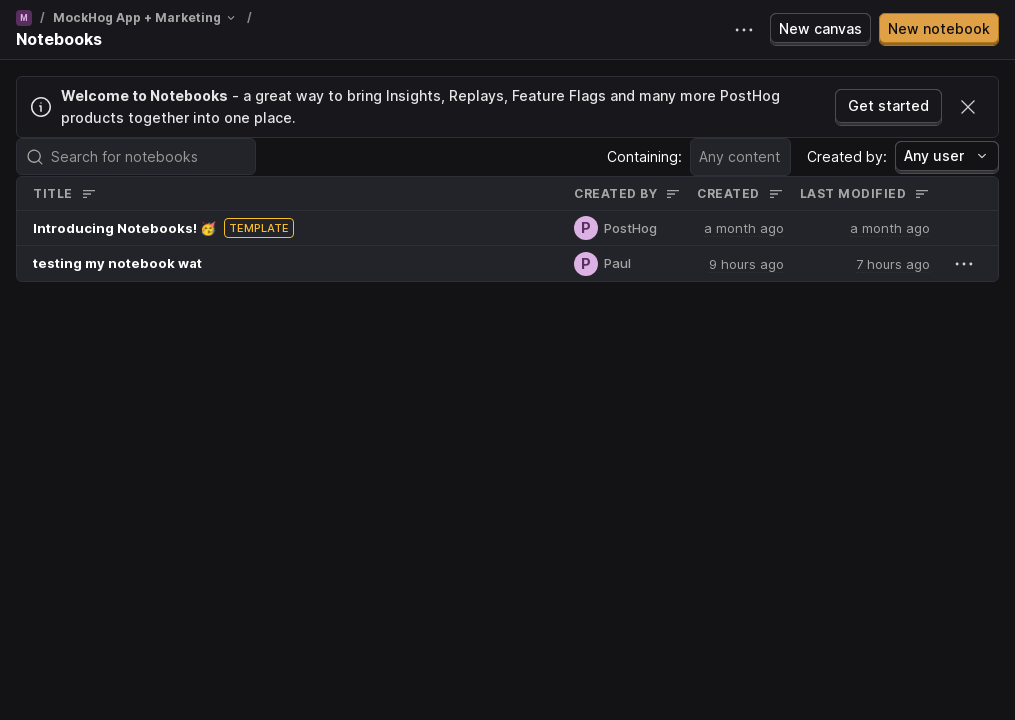 M / MockHog App + Marketing /
Notebooks
New canvas
New notebook
Welcome to Notebooks - a great way to bring Insights, Replays, Feature Flags and many more PostHog
products together into one place.
Get started
Search for notebooks
Containing: Any content
Created by: Any user
TITLE CREATED BY CREATED LAST MODIFIED
Introducing Notebooks! 🥳 TEMPLATE P PostHog a month ago a month ago
testing my notebook wat P Paul 9 hours ago 7 hours ago